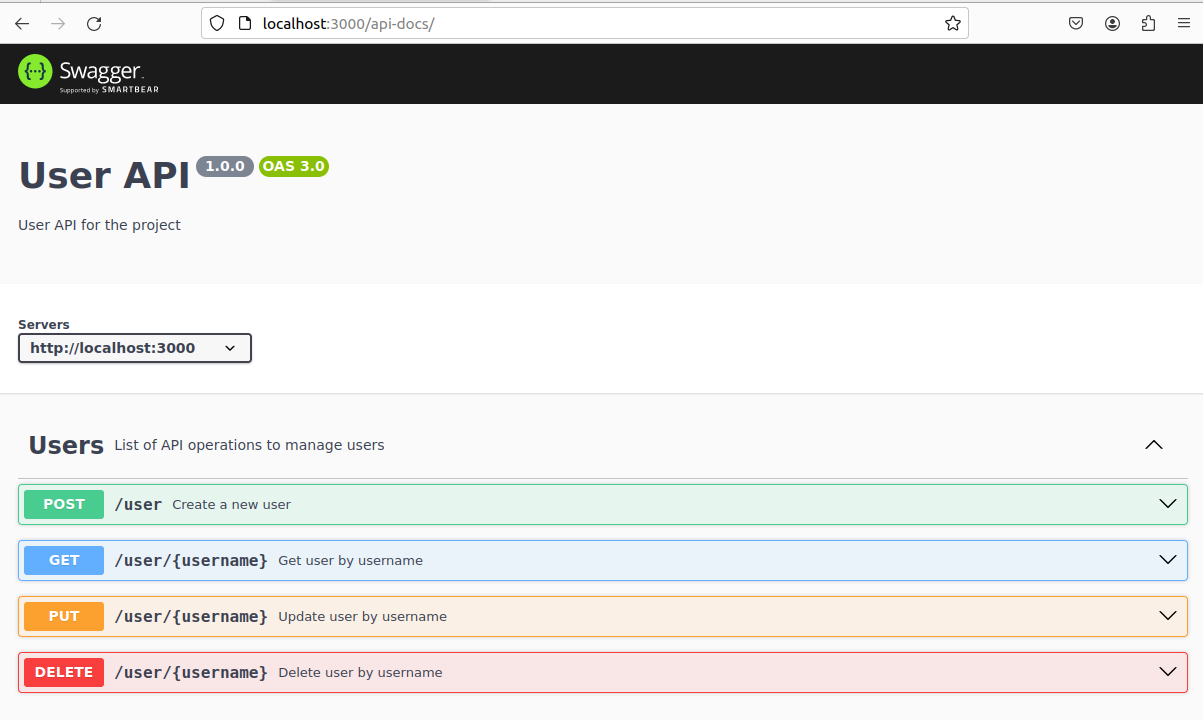 localhost:3000/api-docs/
{...} Swagger.
Supported by SMARTBEAR
User API 1.0.0 OAS 3.0
User API for the project
Servers
http://localhost:3000
Users List of API operations to manage users
POST /user Create a new user
GET /user/{username} Get user by username
PUT /user/{username} Update user by username
DELETE /user/{username} Delete user by username